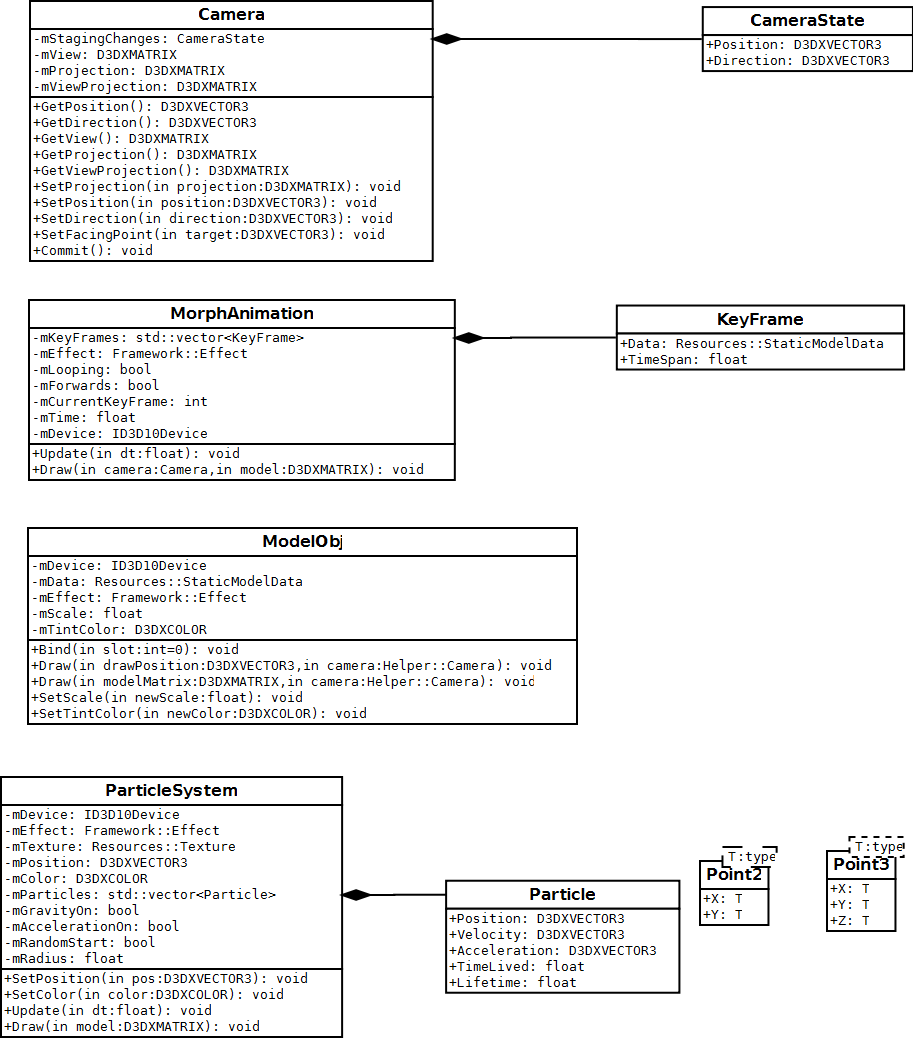 Camera
-mStagingChanges: CameraState
-mView: D3DXMATRIX
-mProjection: D3DXMATRIX
-mViewProjection: D3DXMATRIX
+GetPosition(): D3DXVECTOR3
+GetDirection(): D3DXVECTOR3
+GetView(): D3DXMATRIX
+GetProjection(): D3DXMATRIX
+GetViewProjection(): D3DXMATRIX
+SetProjection(in projection:D3DXMATRIX): void
+SetPosition(in position:D3DXVECTOR3): void
+SetDirection(in direction:D3DXVECTOR3): void
+SetFacingPoint(in target:D3DXVECTOR3): void
+Commit(): void
CameraState
+Position: D3DXVECTOR3
+Direction: D3DXVECTOR3
MorphAnimation
-mKeyFrames: std::vector<KeyFrame>
-mEffect: Framework::Effect
-mLooping: bool
-mForwards: bool
-mCurrentKeyFrame: int
-mTime: float
-mDevice: ID3D10Device
+Update(in dt:float): void
+Draw(in camera:Camera,in model:D3DXMATRIX): void
KeyFrame
+Data: Resources::StaticModelData
+TimeSpan: float
ModelObj
-mDevice: ID3D10Device
-mData: Resources::StaticModelData
-mEffect: Framework::Effect
-mScale: float
-mTintColor: D3DXCOLOR
+Bind(in slot:int=0): void
+Draw(in drawPosition:D3DXVECTOR3,in camera:Helper::Camera): void
+Draw(in modelMatrix:D3DXMATRIX,in camera:Helper::Camera): void
+SetScale(in newScale:float): void
+SetTintColor(in newColor:D3DXCOLOR): void
ParticleSystem
-mDevice: ID3D10Device
-mEffect: Framework::Effect
-mTexture: Resources::Texture
-mPosition: D3DXVECTOR3
-mColor: D3DXCOLOR
-mParticles: std::vector<Particle>
-mGravityOn: bool
-mAccelerationOn: bool
-mRandomStart: bool
-mRadius: float
+SetPosition(in pos:D3DXVECTOR3): void
+SetColor(in color:D3DXCOLOR): void
+Update(in dt:float): void
+Draw(in model:D3DXMATRIX): void
Particle
+Position: D3DXVECTOR3
+Velocity: D3DXVECTOR3
+Acceleration: D3DXVECTOR3
+TimeLived: float
+Lifetime: float
T:type
Point2
+X: T
+Y: T
T:type
Point3
+X: T
+Y: T
+Z: T